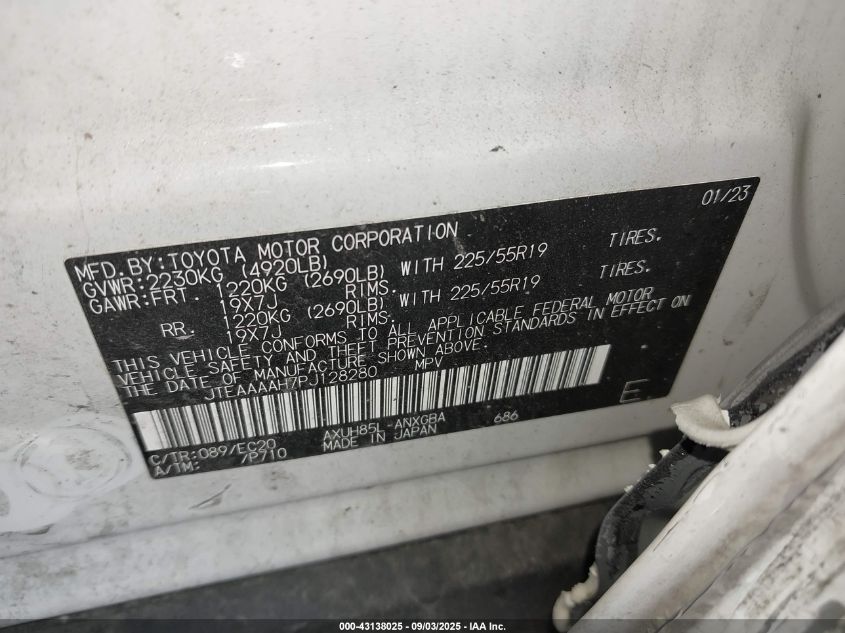 01/23
MFD. BY: TOYOTA MOTOR CORPORATION
GVWR: 2230KG (4920LB)
GAWR: FRT. 1220KG (2690LB) WITH 225/55R19 TIRES.
19X7J RIMS.
RR. 1220KG (2690LB) WITH 225/55R19 TIRES.
19X7J RIMS.
THIS VEHICLE CONFORMS TO ALL APPLICABLE FEDERAL MOTOR
VEHICLE SAFETY AND THEFT PREVENTION STANDARDS IN EFFECT ON
THE DATE OF MANUFACTURE SHOWN ABOVE.
JTEAAAAH7PJ128280 MPV
E.
C/TR: 089/EC20 AXUH85L-ANXGBA 686
A/TM: /P710 MADE IN JAPAN
000-43138025 - 09/03/2025 - IAA Inc.